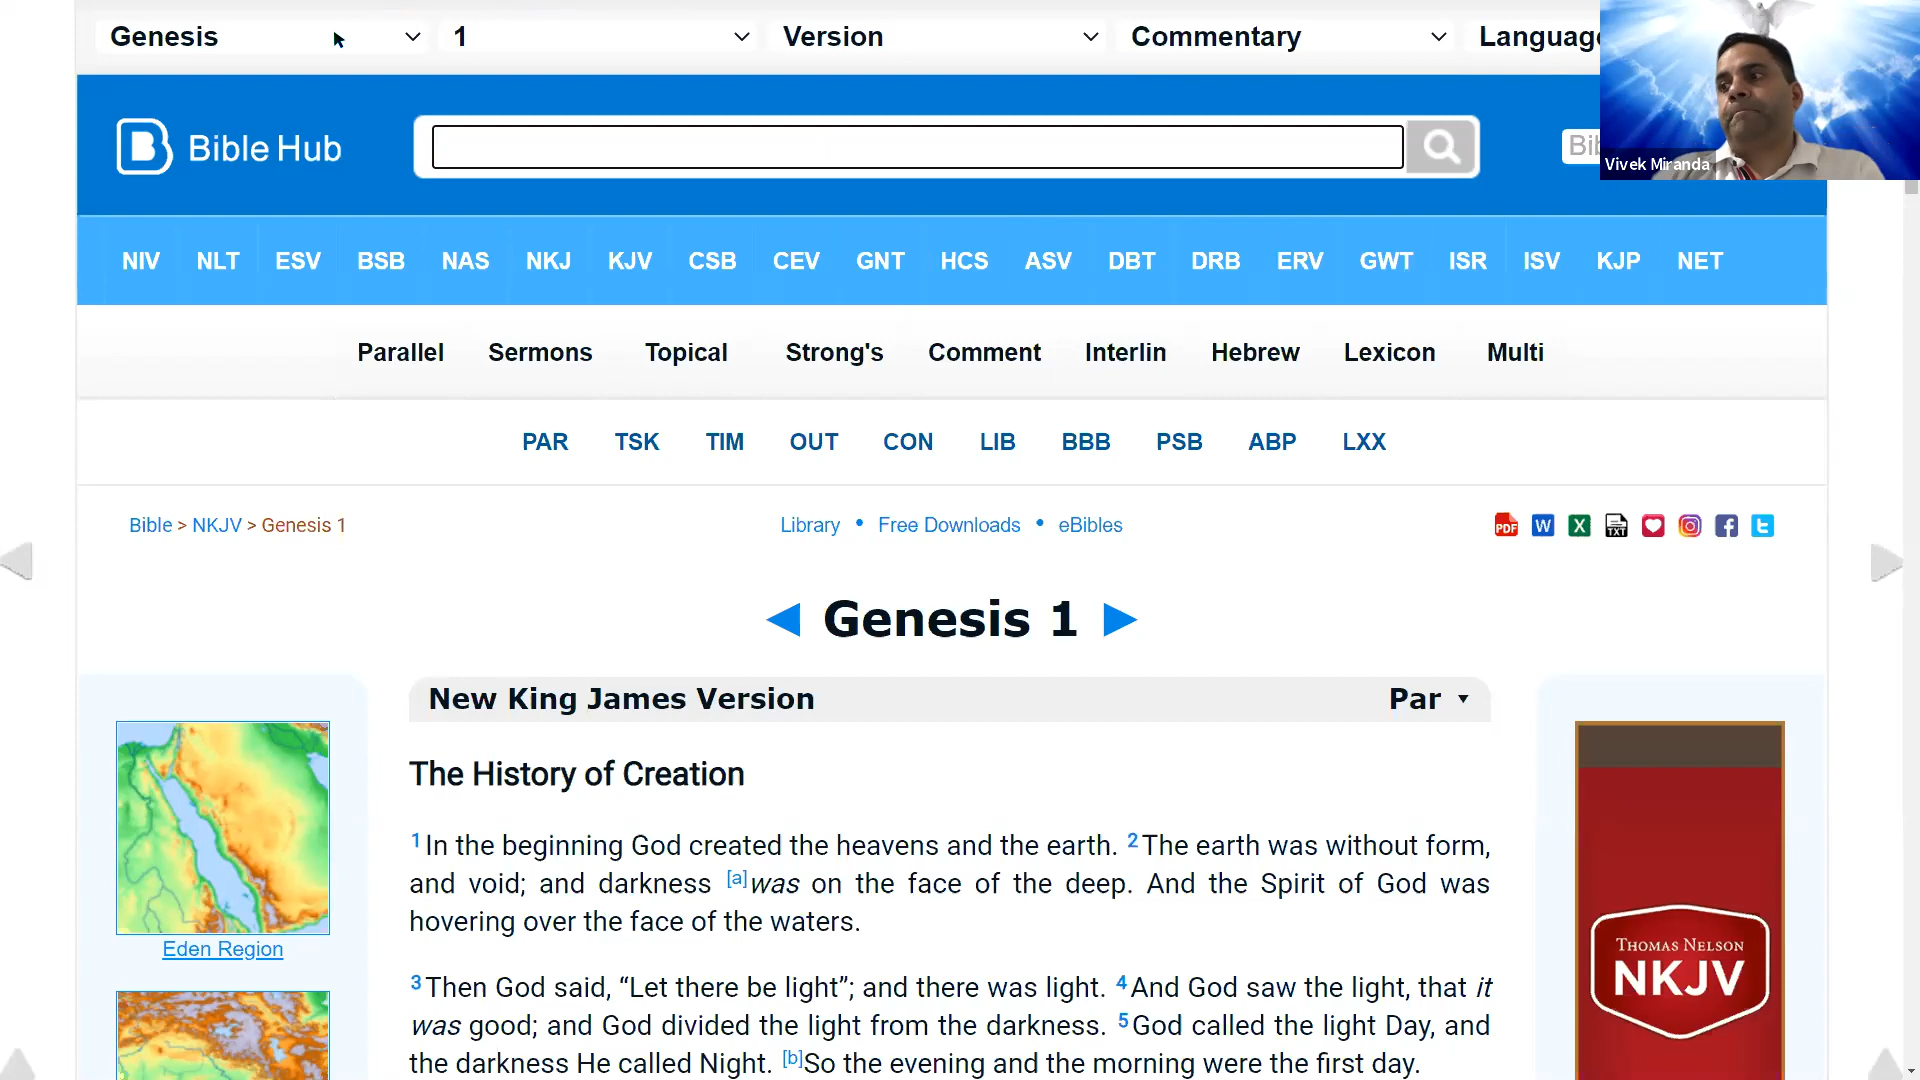 Genesis 1 Version Commentary Language
Bible Hub
Bi
Vivek Miranda
NIV NLT ESV BSB NAS NKJ KJV CSB CEV GNT HCS ASV DBT DRB ERV GWT ISR ISV KJP NET
Parallel Sermons Topical Strong's Comment Interlin Hebrew Lexicon Multi
PAR TSK TIM OUT CON LIB BBB PSB ABP LXX
Bible > NKJV > Genesis 1 Library • Free Downloads • eBibles PDF W X TXT
Genesis 1
New King James Version Par
The History of Creation
1 In the beginning God created the heavens and the earth. 2 The earth was without form,
and void; and darkness [a]was on the face of the deep. And the Spirit of God was
hovering over the face of the waters.
3 Then God said, “Let there be light”; and there was light. 4 And God saw the light, that it
was good; and God divided the light from the darkness. 5 God called the light Day, and
the darkness He called Night. [b]So the evening and the morning were the first day.
Eden Region
THOMAS NELSON
NKJV